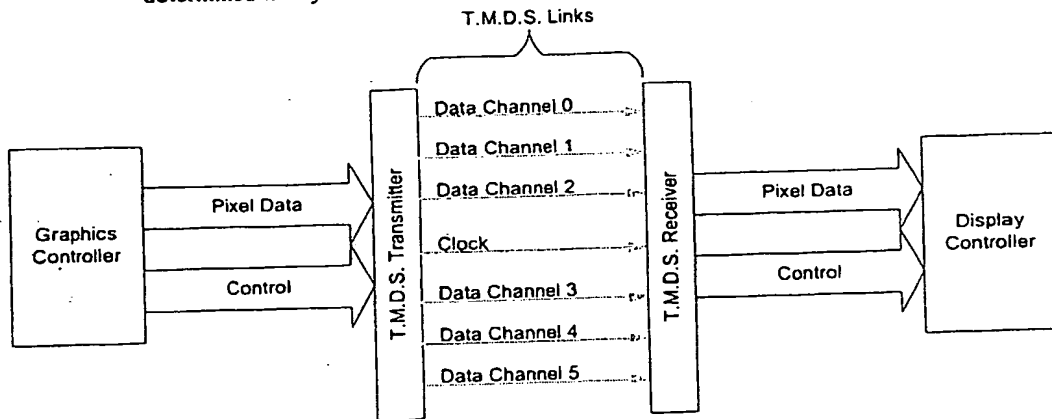 T.M.D.S. Links
Data Channel 0
Data Channel 1
Data Channel 2
Clock
Data Channel 3
Data Channel 4
Data Channel 5
Graphics
Controller
Pixel Data
Control
T.M.D.S. Transmitter
T.M.D.S. Receiver
Pixel Data
Control
Display
Controller